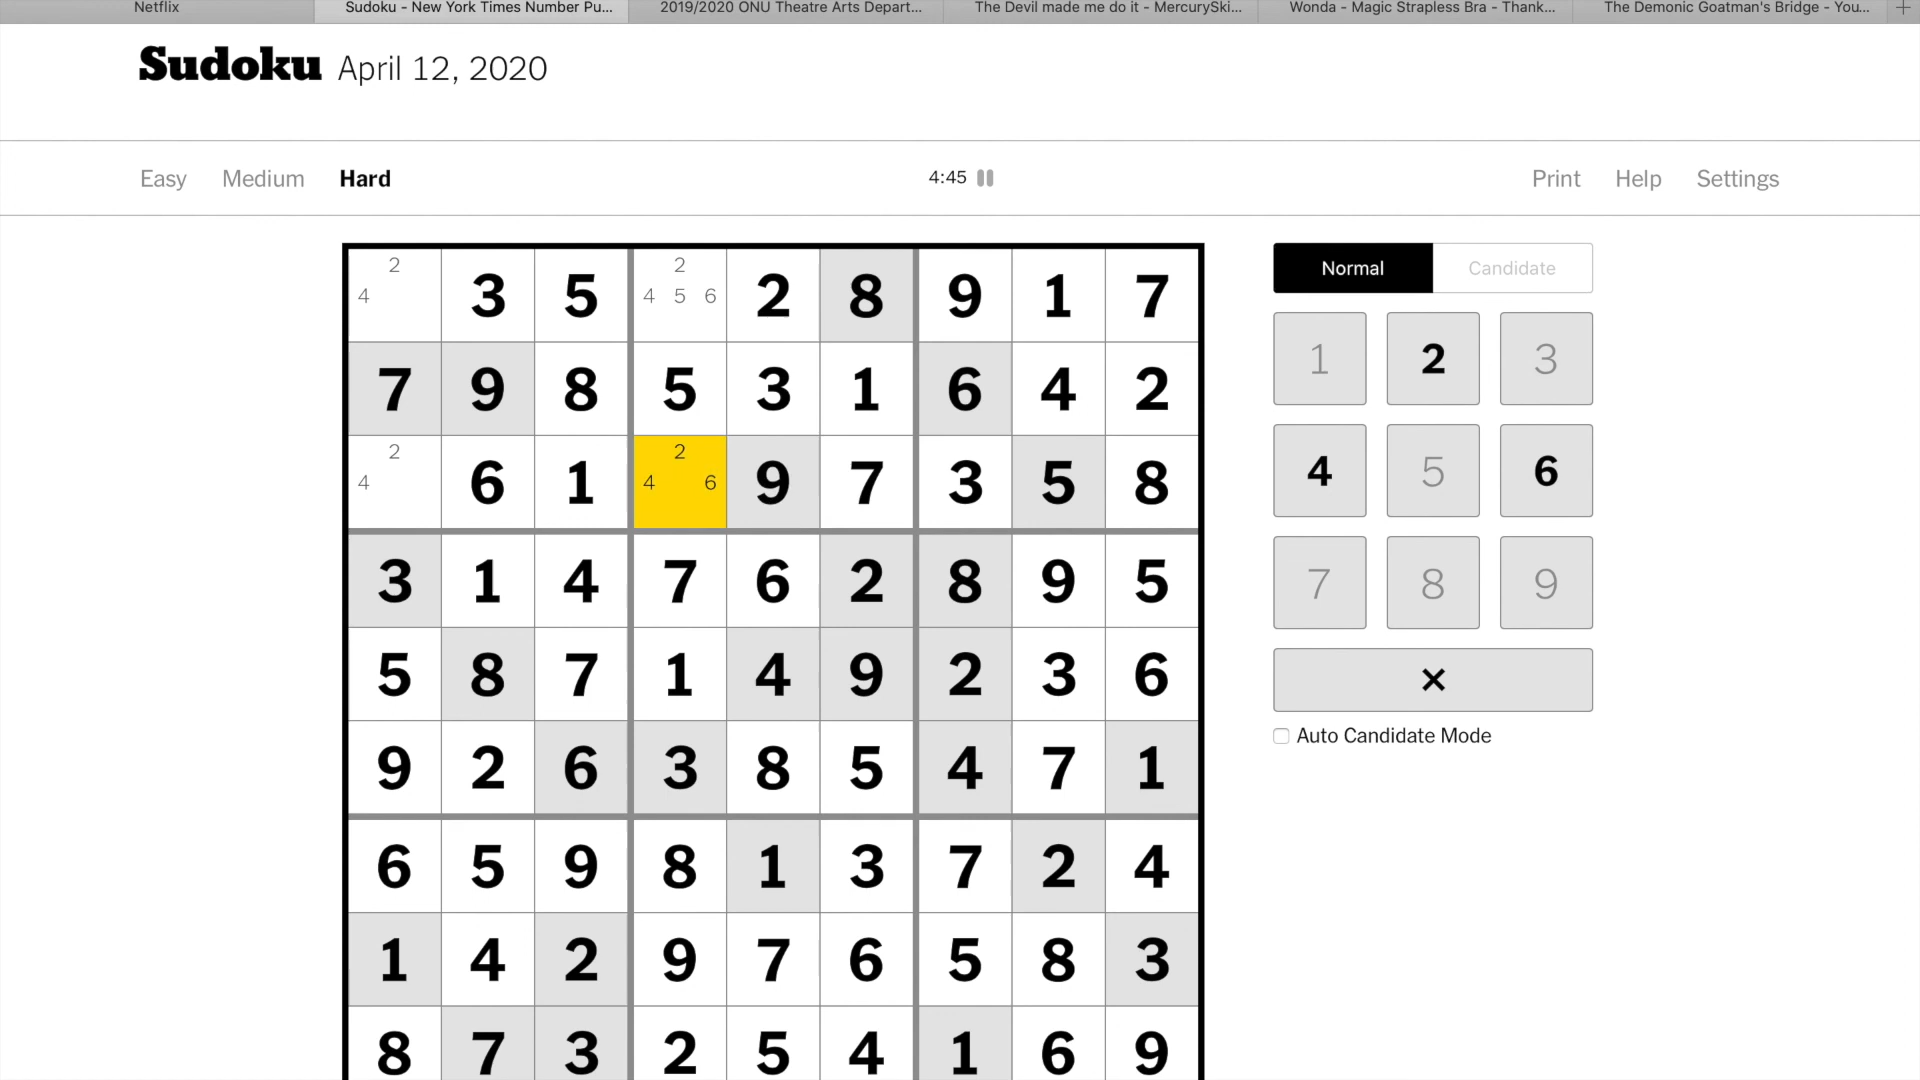 Netflix
Sudoku - New York Times Number Pu...
2019/2020 ONU Theatre Arts Depart...
The Devil made me do it - MercurySki...
Wonda - Magic Strapless Bra - Thank...
The Demonic Goatman's Bridge - You...
+
Sudoku April 12, 2020
Easy Medium Hard
4:45
Print Help Settings
2
4
3 5
2
4 5 6
2 8 9 1 7
7 9 8 5 3 1 6 4 2
2
4
6 1
2
4 6
9 7 3 5 8
3 1 4 7 6 2 8 9 5
5 8 7 1 4 9 2 3 6
9 2 6 3 8 5 4 7 1
6 5 9 8 1 3 7 2 4
1 4 2 9 7 6 5 8 3
8 7 3 2 5 4 1 6 9
Normal Candidate
1 2 3
4 5 6
7 8 9
×
Auto Candidate Mode